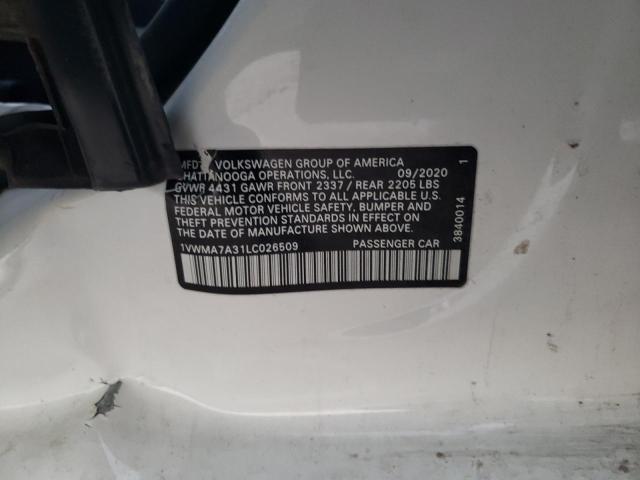 MFD VOLKSWAGEN GROUP OF AMERICA
CHATTANOOGA OPERATIONS, LLC. 09/2020
GVWR 4431 GAWR FRONT 2337 / REAR 2205 LBS
THIS VEHICLE CONFORMS TO ALL APPLICABLE U.S.
FEDERAL MOTOR VEHICLE SAFETY, BUMPER AND
THEFT PREVENTION STANDARDS IN EFFECT ON
THE DATE OF MANUFACTURE SHOWN ABOVE.
1VWMA7A31LC026509 PASSENGER CAR
3840014 1